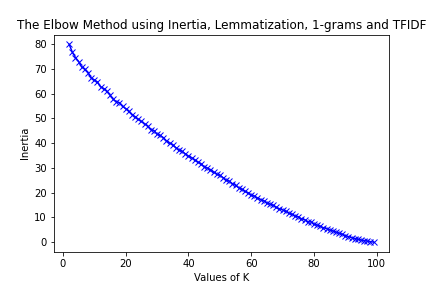 The Elbow Method using Inertia, Lemmatization, 1-grams and TFIDF
80
70
60
50
40
30
20
10
0
Inertia
0 20 40 60 80 100
Values of K